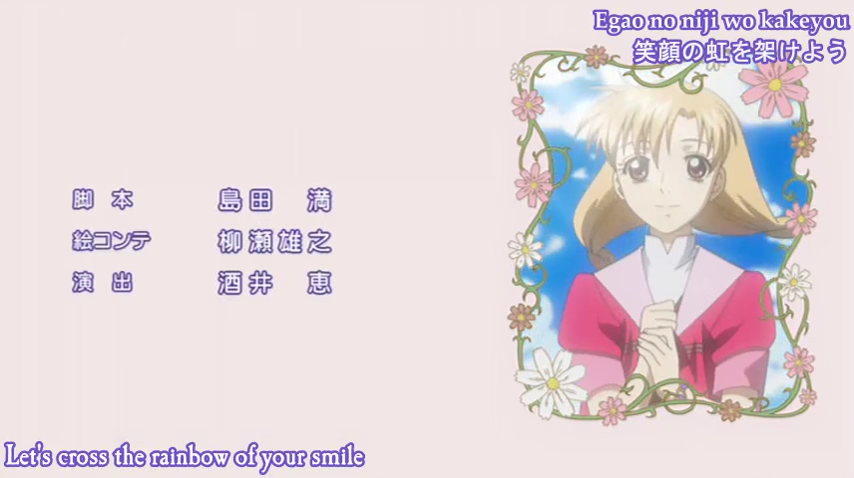 Egao no niji wo kakeyou
笑顔の虹を架けよう
脚本 島田 満
絵コンテ 柳瀬雄之
演出 酒井 恵
Let's cross the rainbow of your smile